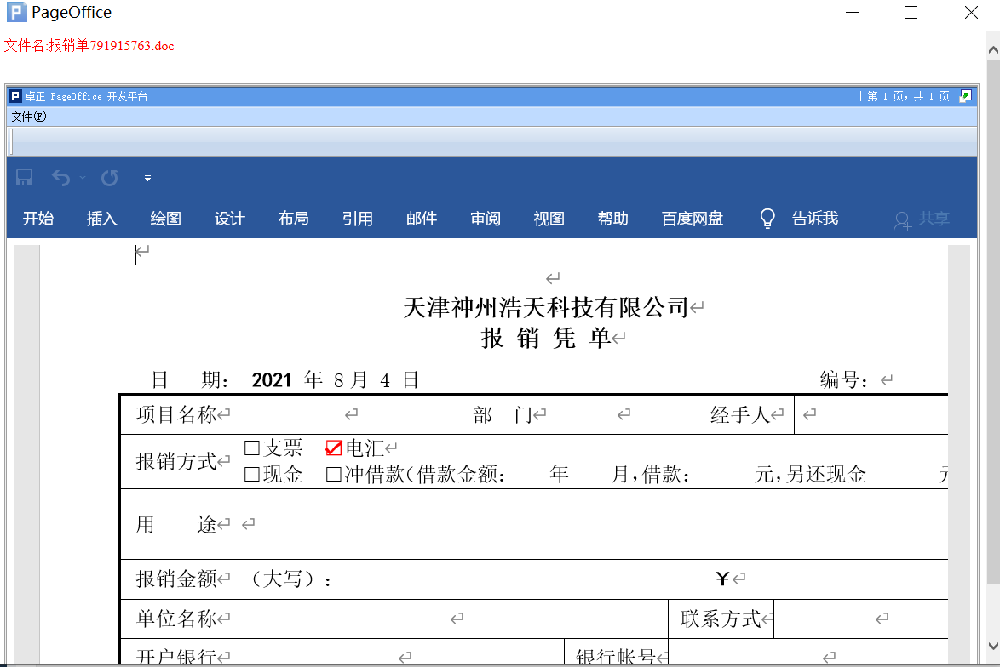 PageOffice
文件名:报销单791915763.doc
卓正 PageOffice 开发平台 | 第 1 页，共 1 页
文件(F)
开始 插入 绘图 设计 布局 引用 邮件 审阅 视图 帮助 百度网盘 告诉我 共享
天津神州浩天科技有限公司
报 销 凭 单
日 期： 2021 年 8 月 4 日 编号：
项目名称 部 门 经手人
报销方式 □支票 ☑电汇
□现金 □冲借款（借款金额： 年 月，借款： 元，另还现金 元
用 途
报销金额 （大写）： ¥
单位名称 联系方式
开户银行 银行帐号